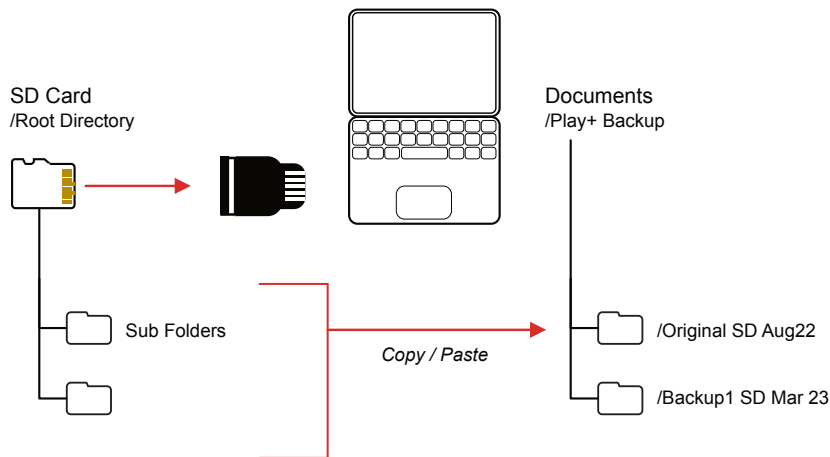 SD Card
/Root Directory
Documents
/Play+ Backup
Sub Folders
Copy / Paste
/Original SD Aug22
/Backup1 SD Mar 23